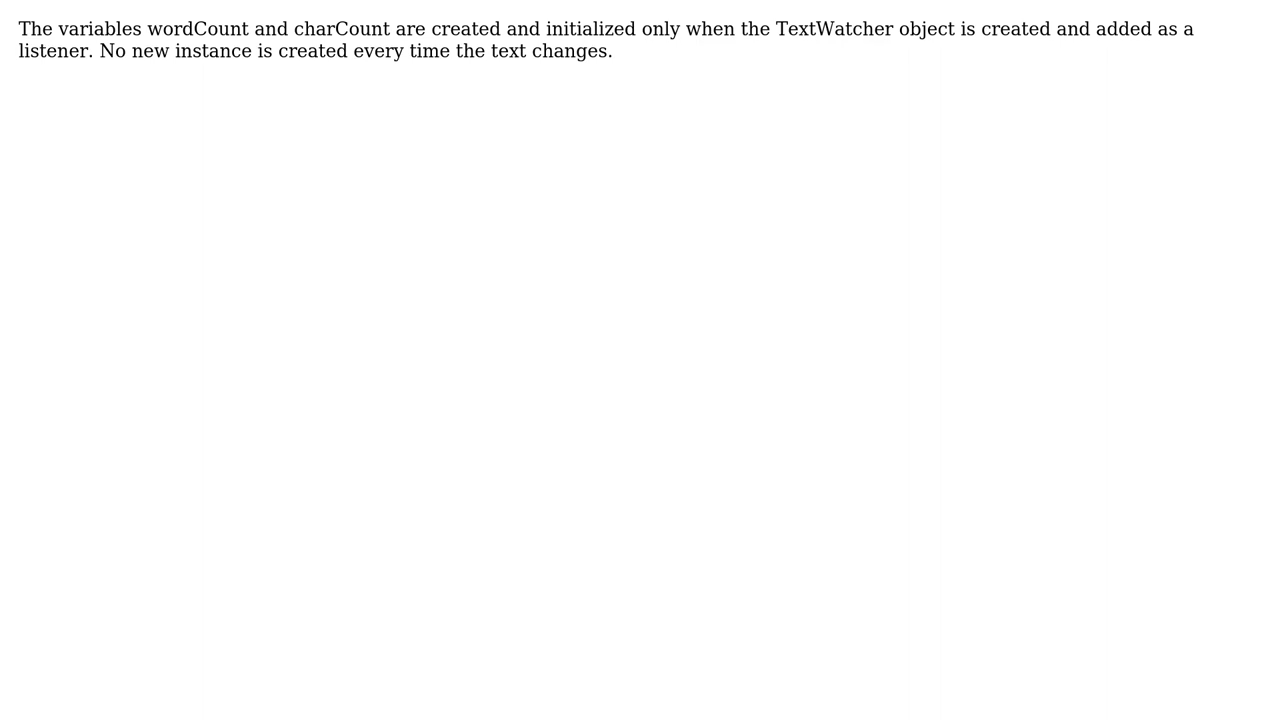 The variables wordCount and charCount are created and initialized only when the TextWatcher object is created and added as a
listener. No new instance is created every time the text changes.